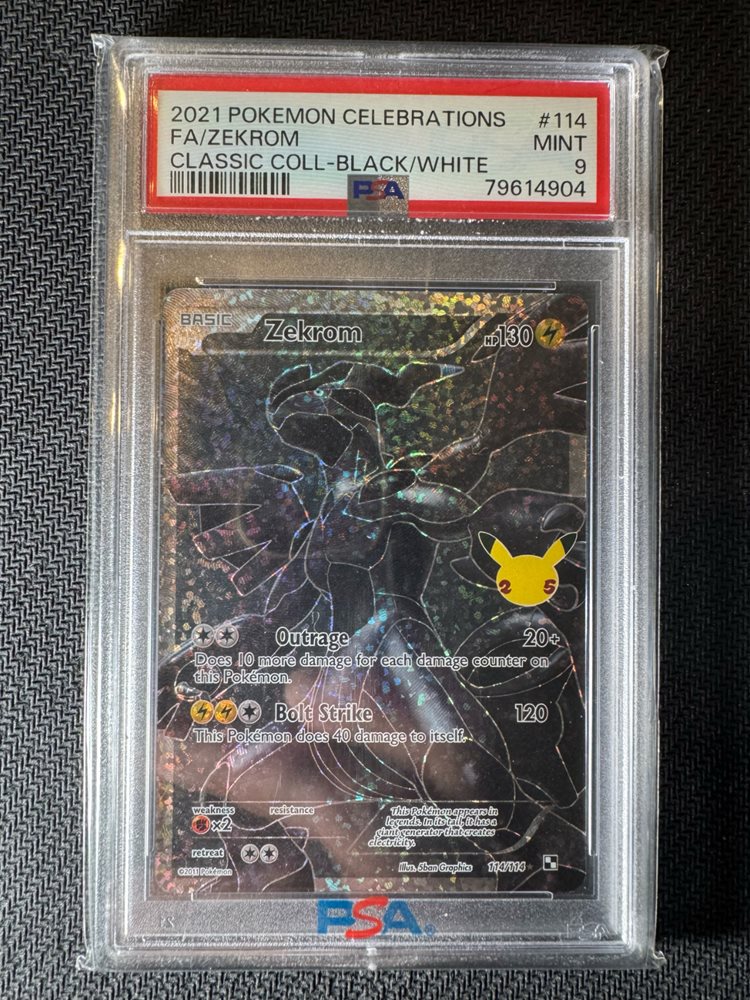 2021 POKEMON CELEBRATIONS #114
FA/ZEKROM MINT
CLASSIC COLL-BLACK/WHITE 9
PSA 79614904
BASIC Zekrom HP130
2 5
Outrage 20+
Does 10 more damage for each damage counter on
this Pokémon.
Bolt Strike 120
This Pokémon does 40 damage to itself.
weakness resistance
×2
retreat
This Pokémon appears in
legends. In its tail, it has a
giant generator that creates
electricity.
©2011 Pokémon
Illus. 5ban Graphics 114/114
PSA®